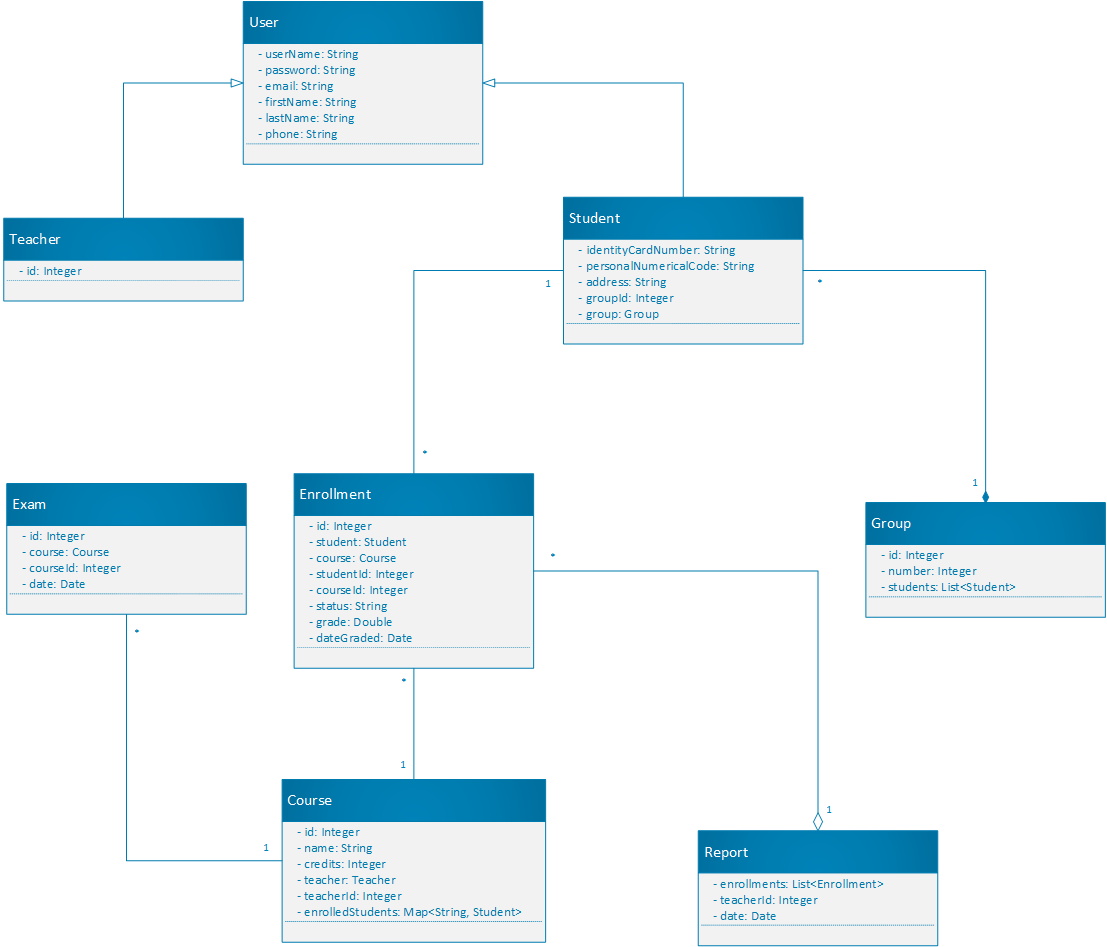 User
- userName: String
- password: String
- email: String
- firstName: String
- lastName: String
- phone: String
Teacher
- id: Integer
Student
- identityCardNumber: String
- personalNumericalCode: String
- address: String
- groupId: Integer
- group: Group
1
*
*
1
Exam
- id: Integer
- course: Course
- courseId: Integer
- date: Date
*
1
Enrollment
- id: Integer
- student: Student
- course: Course
- studentId: Integer
- courseId: Integer
- status: String
- grade: Double
- dateGraded: Date
*
*
1
Group
- id: Integer
- number: Integer
- students: List<Student>
Course
- id: Integer
- name: String
- credits: Integer
- teacher: Teacher
- teacherId: Integer
- enrolledStudents: Map<String, Student>
1
Report
- enrollments: List<Enrollment>
- teacherId: Integer
- date: Date